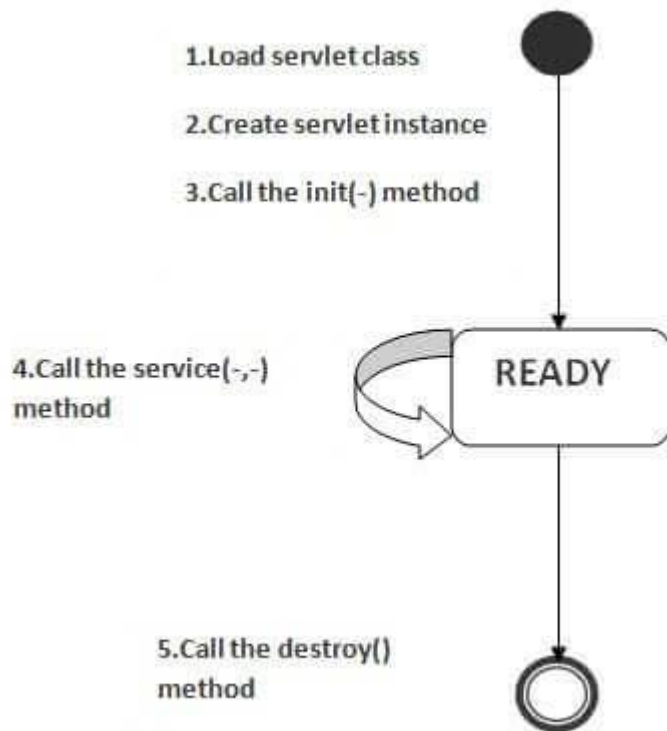 1.Load servlet class
2.Create servlet instance
3.Call the init(-) method
4.Call the service(-,-)
method
READY
5.Call the destroy()
method